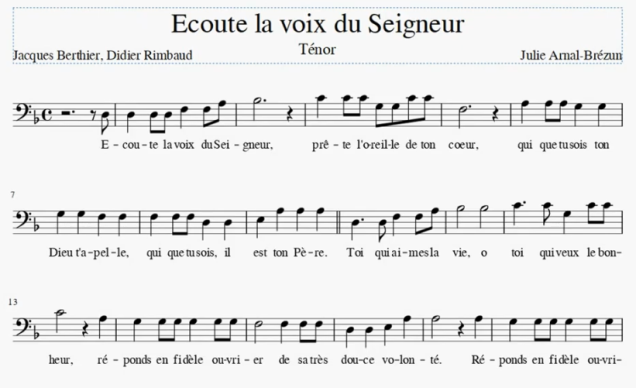 Ecoute la voix du Seigneur
Ténor
Jacques Berthier, Didier Rimbaud
Julie Arnal-Brézun
E - cou - te la voix du Sei - gneur, prê - te l'o-reil-le de ton coeur, qui que tu sois ton
7
Dieu t'a-pel-le, qui que tu sois, il est ton Pè-re. Toi qui ai-mes la vie, o toi qui veux le bon-
13
heur, ré - ponds en fi dèle ou-vri - er de sa très dou-ce vo-lon - té. Ré - ponds en fi dèle ou-vri-